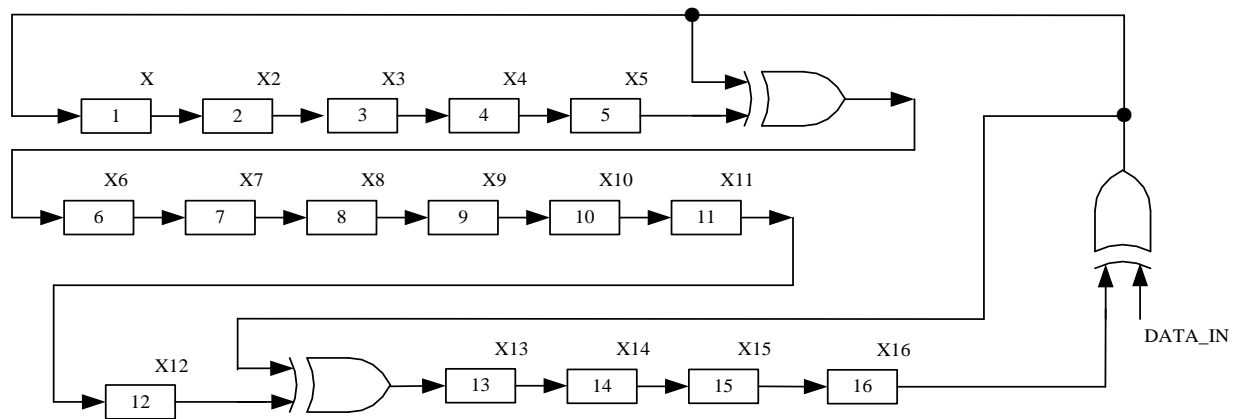 X X2 X3 X4 X5
1 2 3 4 5
X6 X7 X8 X9 X10 X11
6 7 8 9 10 11
DATA_IN
X12 X13 X14 X15 X16
12 13 14 15 16